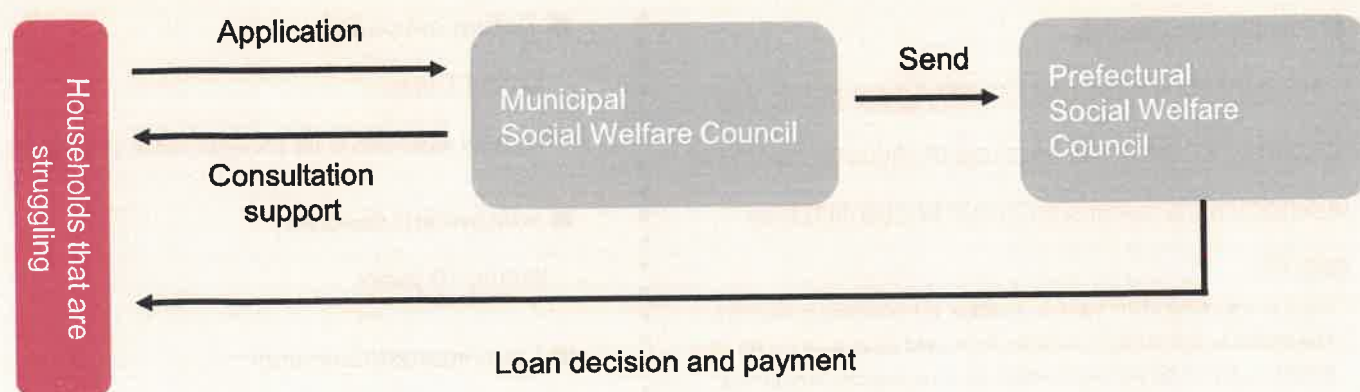 Application
Send
Households that are
struggling
Municipal
Social Welfare Council
Prefectural
Social Welfare
Council
Consultation
support
Loan decision and payment